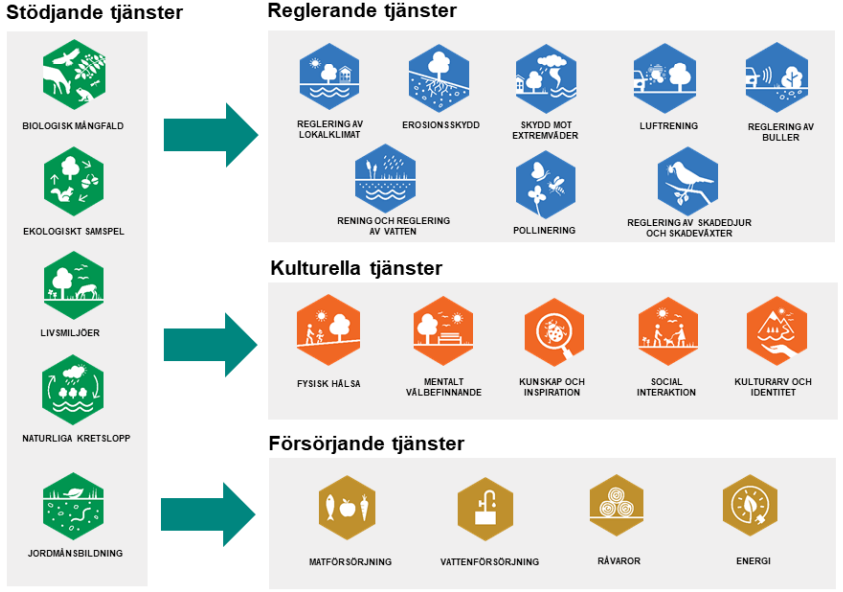 Stödjande tjänster
BIOLOGISK MÅNGFALD
EKOLOGISKT SAMSPEL
LIVSMILJÖER
NATURLIGA KRETSLOPP
JORDMÅNSBILDNING
Reglerande tjänster
REGLERING AV
LOKALKLIMAT
EROSIONSSKYDD
SKYDD MOT
EXTREMVÄDER
LUFTRENING
REGLERING AV
BULLER
RENING OCH REGLERING
AV VATTEN
POLLINERING
REGLERING AV SKADEDJUR
OCH SKADEVÄXTER
Kulturella tjänster
FYSISK HÄLSA
MENTALT
VÄLBEFINNANDE
KUNSKAP OCH
INSPIRATION
SOCIAL
INTERAKTION
KULTURARV OCH
IDENTITET
Försörjande tjänster
MATFÖRSÖRJNING
VATTENFÖRSÖRJNING
RÅVAROR
ENERGI